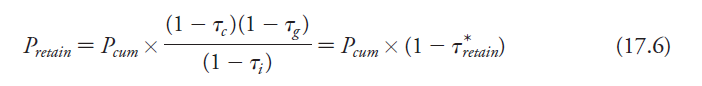 P_retain = P_cum × (1 − τ_c)(1 − τ_g) / (1 − τ_i) = P_cum × (1 − τ*_retain) (17.6)